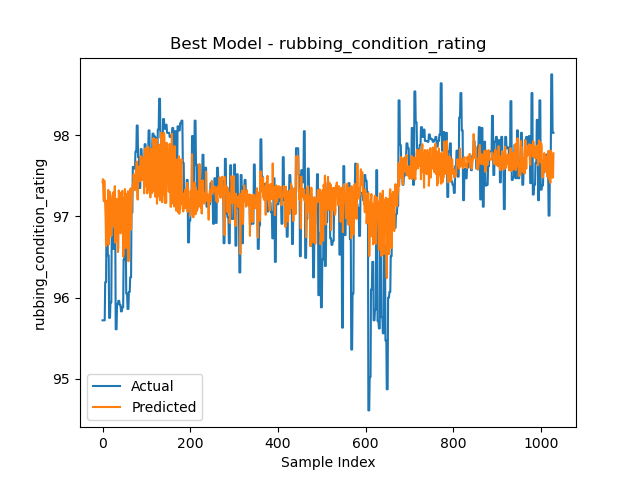 Best Model - rubbing_condition_rating
rubbing_condition_rating
98
97
96
95
Actual
Predicted
0 200 400 600 800 1000
Sample Index